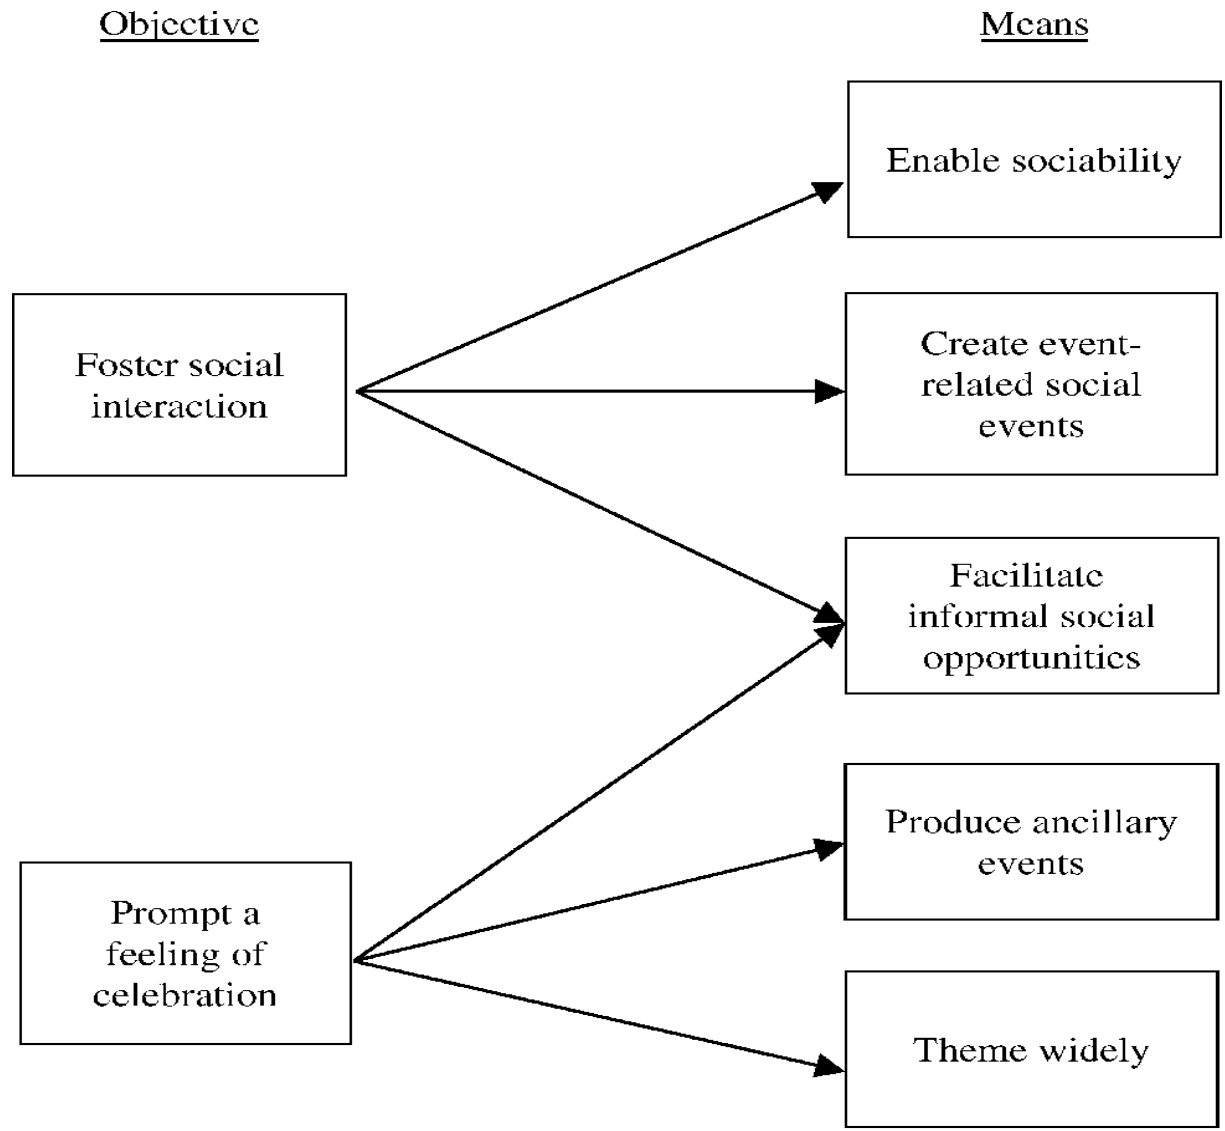 Objective
Means
Enable sociability
Foster social
interaction
Create event-
related social
events
Facilitate
informal social
opportunities
Produce ancillary
events
Prompt a
feeling of
celebration
Theme widely